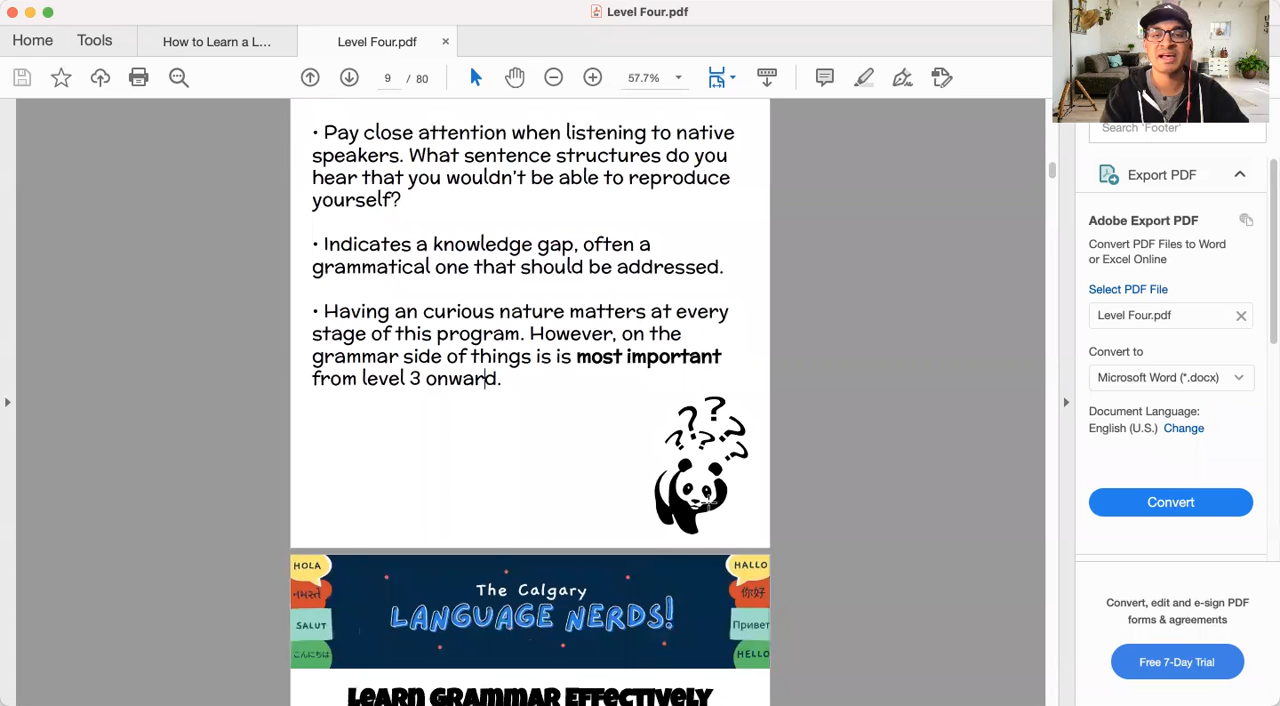 Level Four.pdf
Home
Tools
How to Learn a L...
Level Four.pdf
9 / 80
57.7%
• Pay close attention when listening to native
speakers. What sentence structures do you
hear that you wouldn't be able to reproduce
yourself?
• Indicates a knowledge gap, often a
grammatical one that should be addressed.
• Having an curious nature matters at every
stage of this program. However, on the
grammar side of things is is most important
from level 3 onward.
? ? ? ? ? ? ?
HOLA
नमस्ते
SALUT
こんにちは
The Calgary
LANGUAGE NERDS!
HALLO
你好
Привет
HELLO
Learn Grammar Effectively
Search 'Footer'
Export PDF
Adobe Export PDF
Convert PDF Files to Word
or Excel Online
Select PDF File
Level Four.pdf
Convert to
Microsoft Word (*.docx)
Document Language:
English (U.S.) Change
Convert
Convert, edit and e-sign PDF
forms & agreements
Free 7-Day Trial